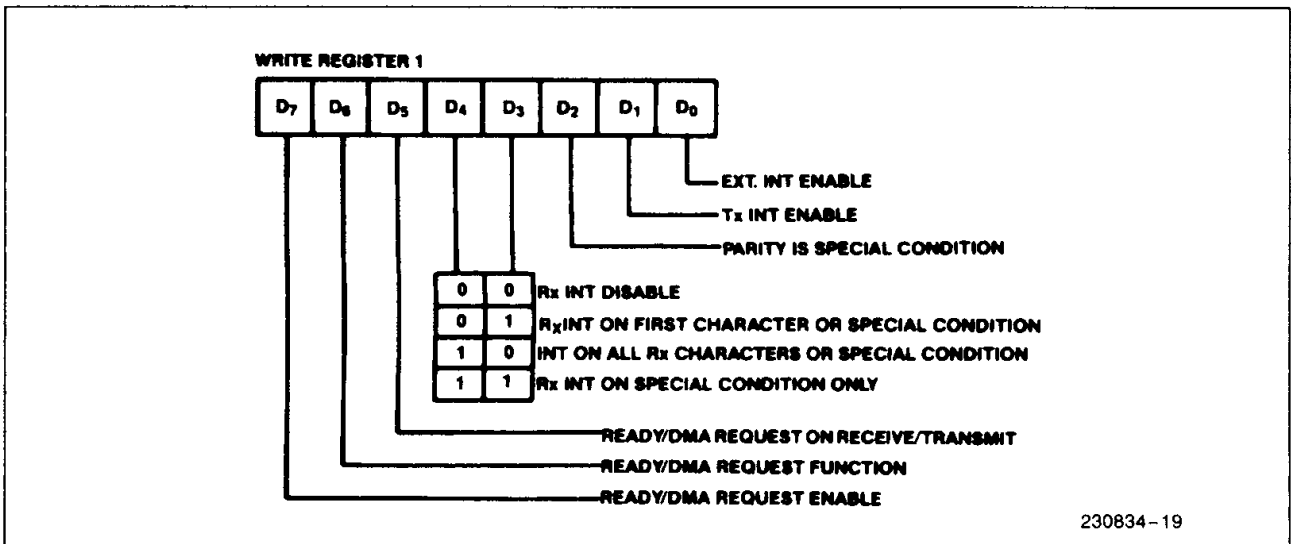 WRITE REGISTER 1
D7 D6 D5 D4 D3 D2 D1 D0
EXT. INT ENABLE
Tx INT ENABLE
PARITY IS SPECIAL CONDITION
0 0 Rx INT DISABLE
0 1 RxINT ON FIRST CHARACTER OR SPECIAL CONDITION
1 0 INT ON ALL Rx CHARACTERS OR SPECIAL CONDITION
1 1 Rx INT ON SPECIAL CONDITION ONLY
READY/DMA REQUEST ON RECEIVE/TRANSMIT
READY/DMA REQUEST FUNCTION
READY/DMA REQUEST ENABLE
230834-19